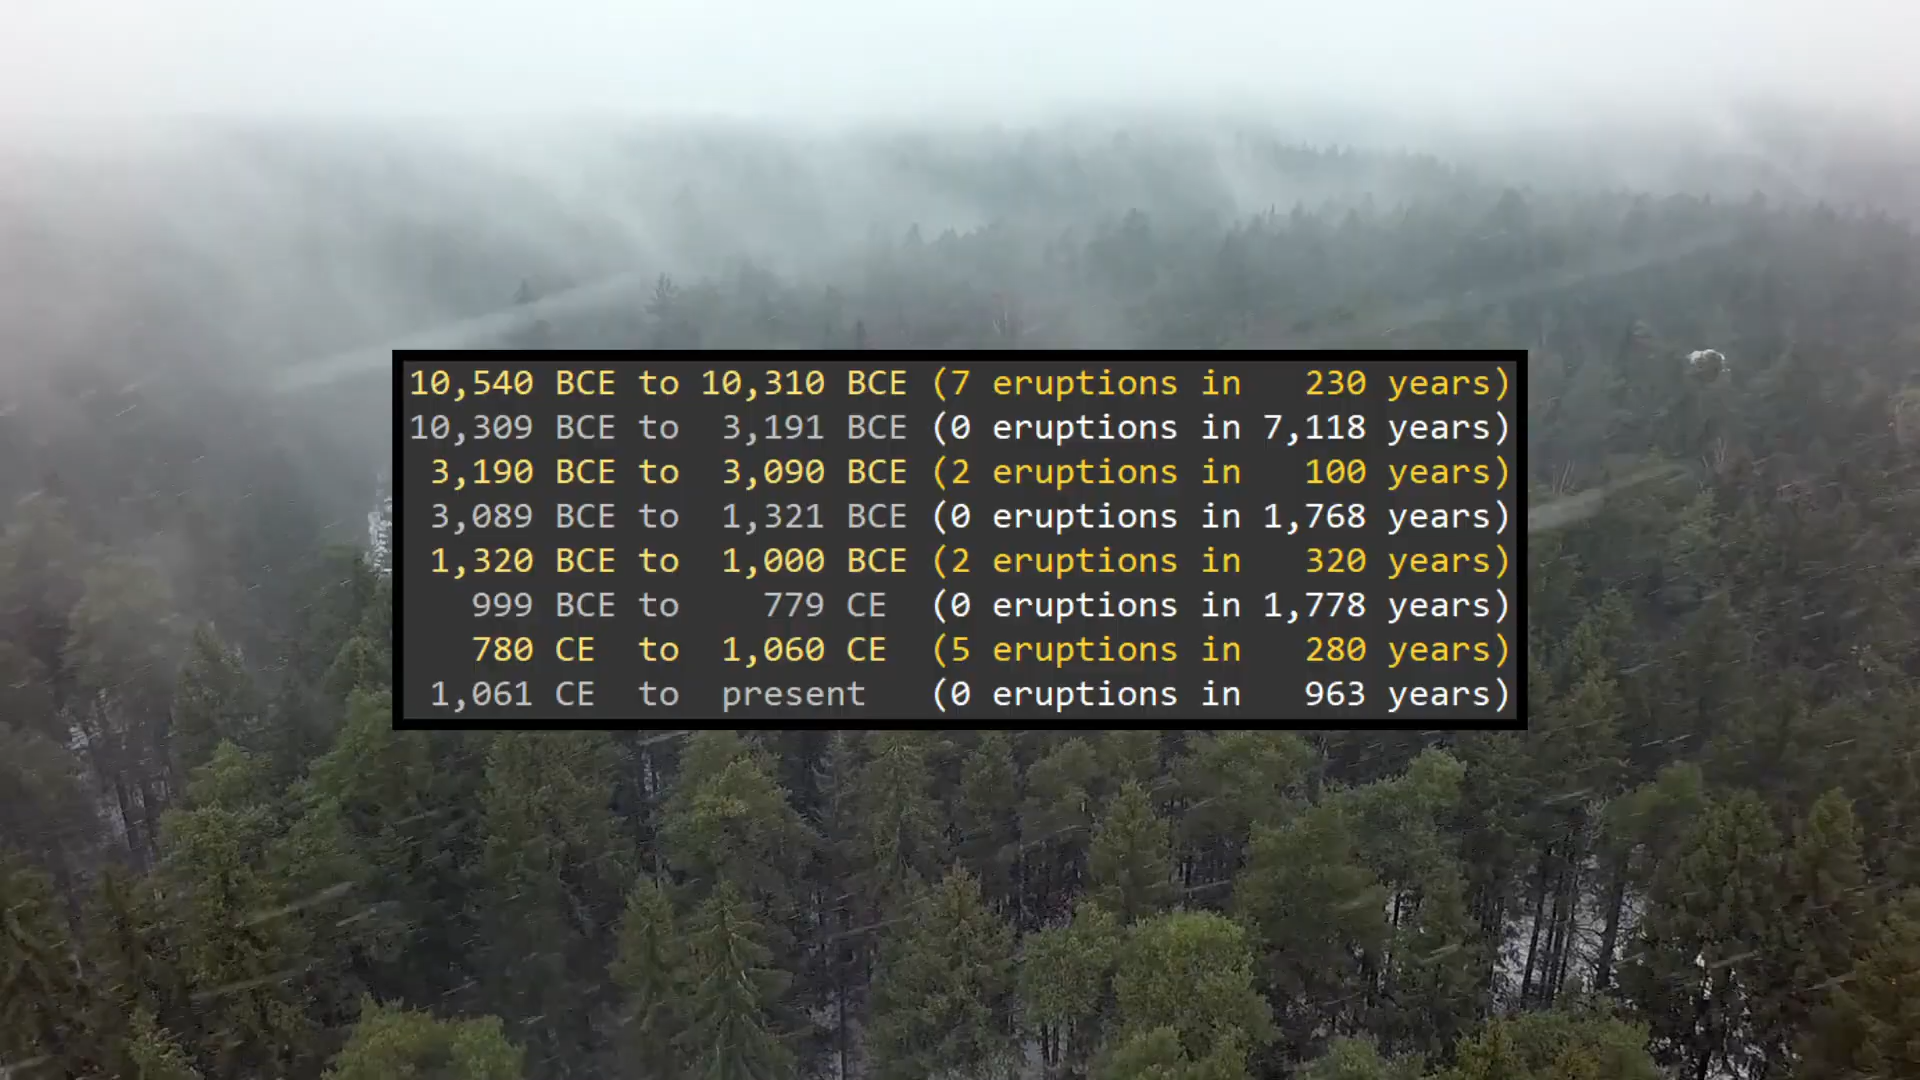 10,540 BCE to 10,310 BCE (7 eruptions in 230 years)
10,309 BCE to 3,191 BCE (0 eruptions in 7,118 years)
3,190 BCE to 3,090 BCE (2 eruptions in 100 years)
3,089 BCE to 1,321 BCE (0 eruptions in 1,768 years)
1,320 BCE to 1,000 BCE (2 eruptions in 320 years)
999 BCE to 779 CE (0 eruptions in 1,778 years)
780 CE to 1,060 CE (5 eruptions in 280 years)
1,061 CE to present (0 eruptions in 963 years)